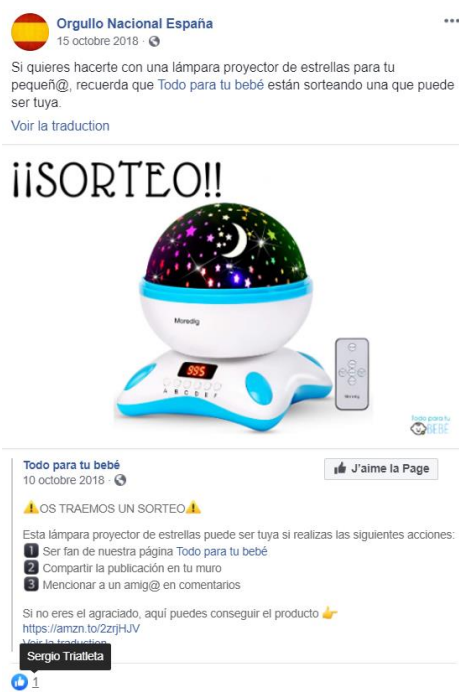 Orgullo Nacional España
15 octobre 2018 ·
Si quieres hacerte con una lámpara proyector de estrellas para tu
pequeñ@, recuerda que Todo para tu bebé están sorteando una que puede
ser tuya.
Voir la traduction
¡¡SORTEO!!
Moredig
995
A B C D E F
Moredig
Todo para tu
BEBÉ
Todo para tu bebé
10 octobre 2018 ·
J'aime la Page
⚠️OS TRAEMOS UN SORTEO⚠️
Esta lámpara proyector de estrellas puede ser tuya si realizas las siguientes acciones:
1 Ser fan de nuestra página Todo para tu bebé
2 Compartir la publicación en tu muro
3 Mencionar a un amig@ en comentarios
Si no eres el agraciado, aquí puedes conseguir el producto 👉
https://amzn.to/2zrjHJV
Voir la traduction
Sergio Triatleta
1